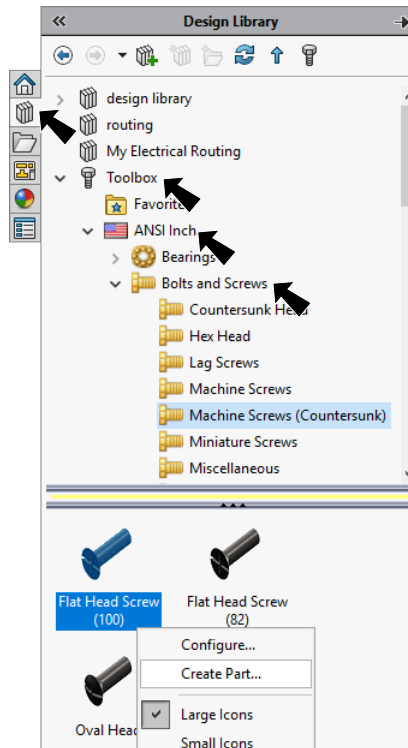 Design Library
design library
routing
My Electrical Routing
Toolbox
Favorite
ANSI Inch
Bearings
Bolts and Screws
Countersunk Head
Hex Head
Lag Screws
Machine Screws
Machine Screws (Countersunk)
Miniature Screws
Miscellaneous
Flat Head Screw
(100)
Flat Head Screw
(82)
Configure...
Create Part...
Oval Head
Large Icons
Small Icons